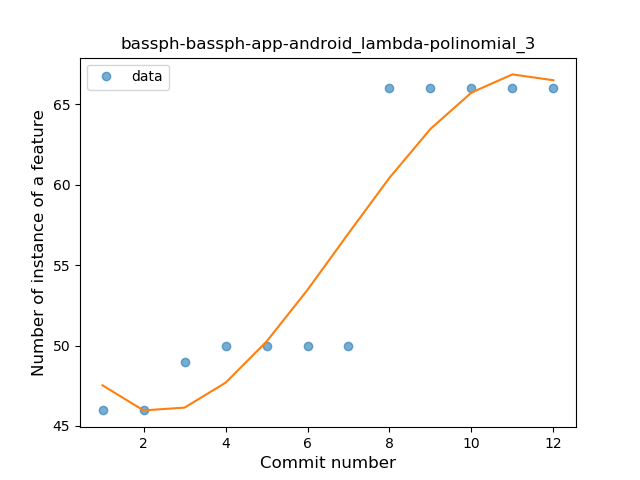 bassph-bassph-app-android_lambda-polinomial_3
data
Number of instance of a feature
65
60
55
50
45
2 4 6 8 10 12
Commit number